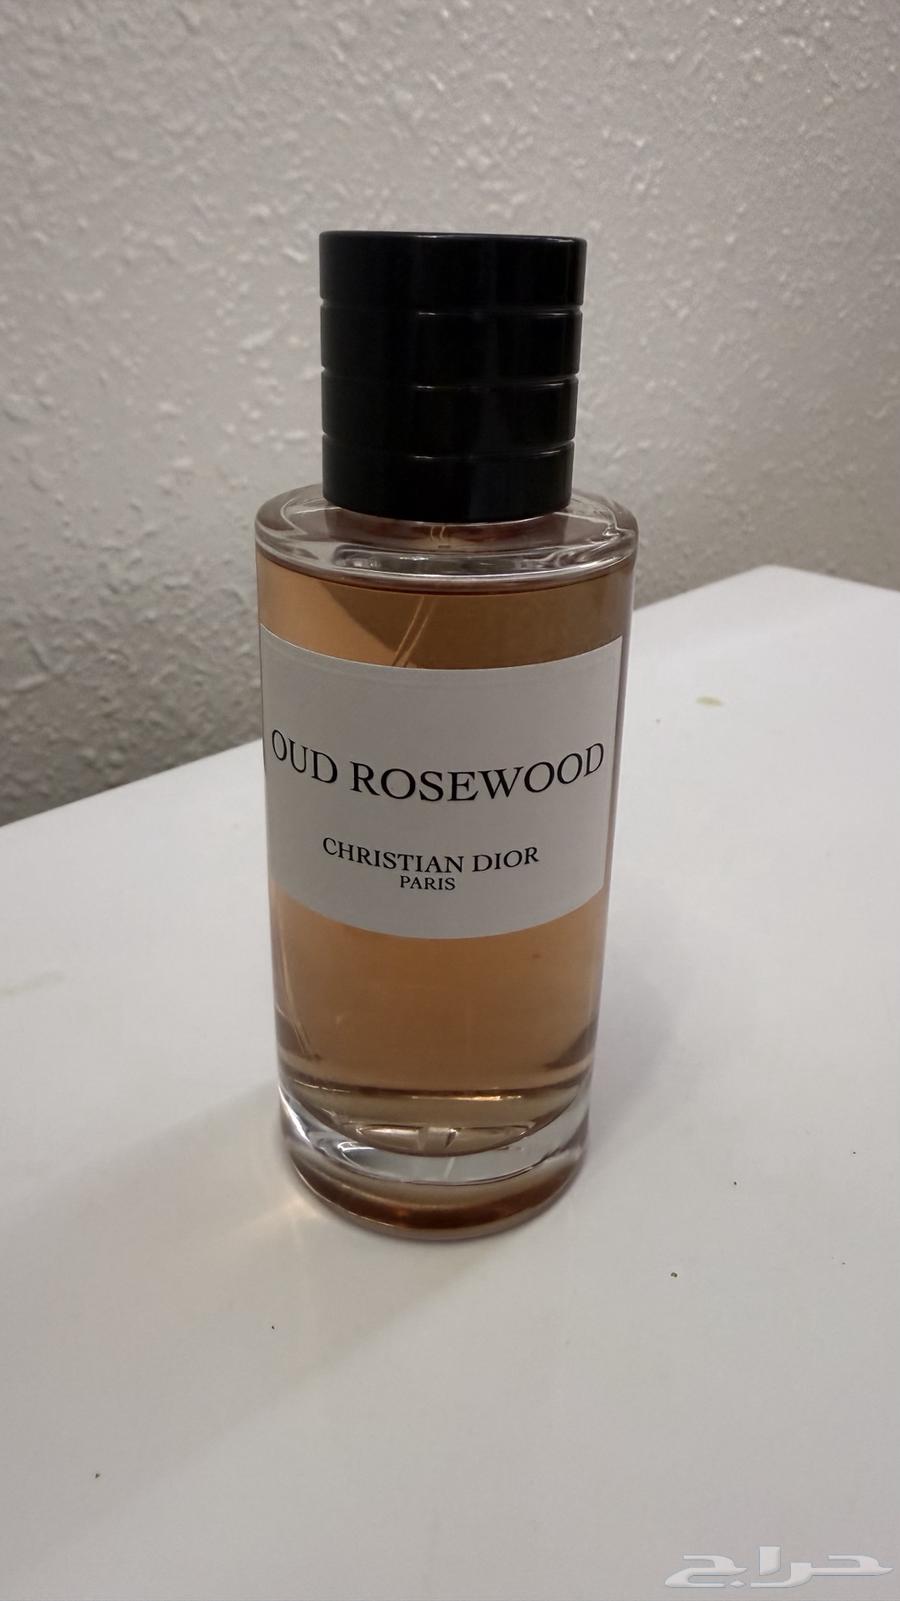 OUD ROSEWOOD
CHRISTIAN DIOR
PARIS
حراج